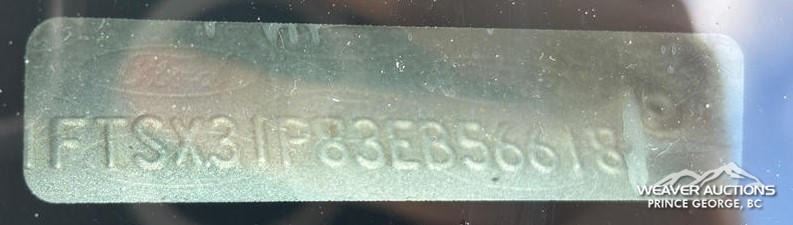 1FTSX31P83EB56618
WEAVER AUCTIONS
PRINCE GEORGE, BC